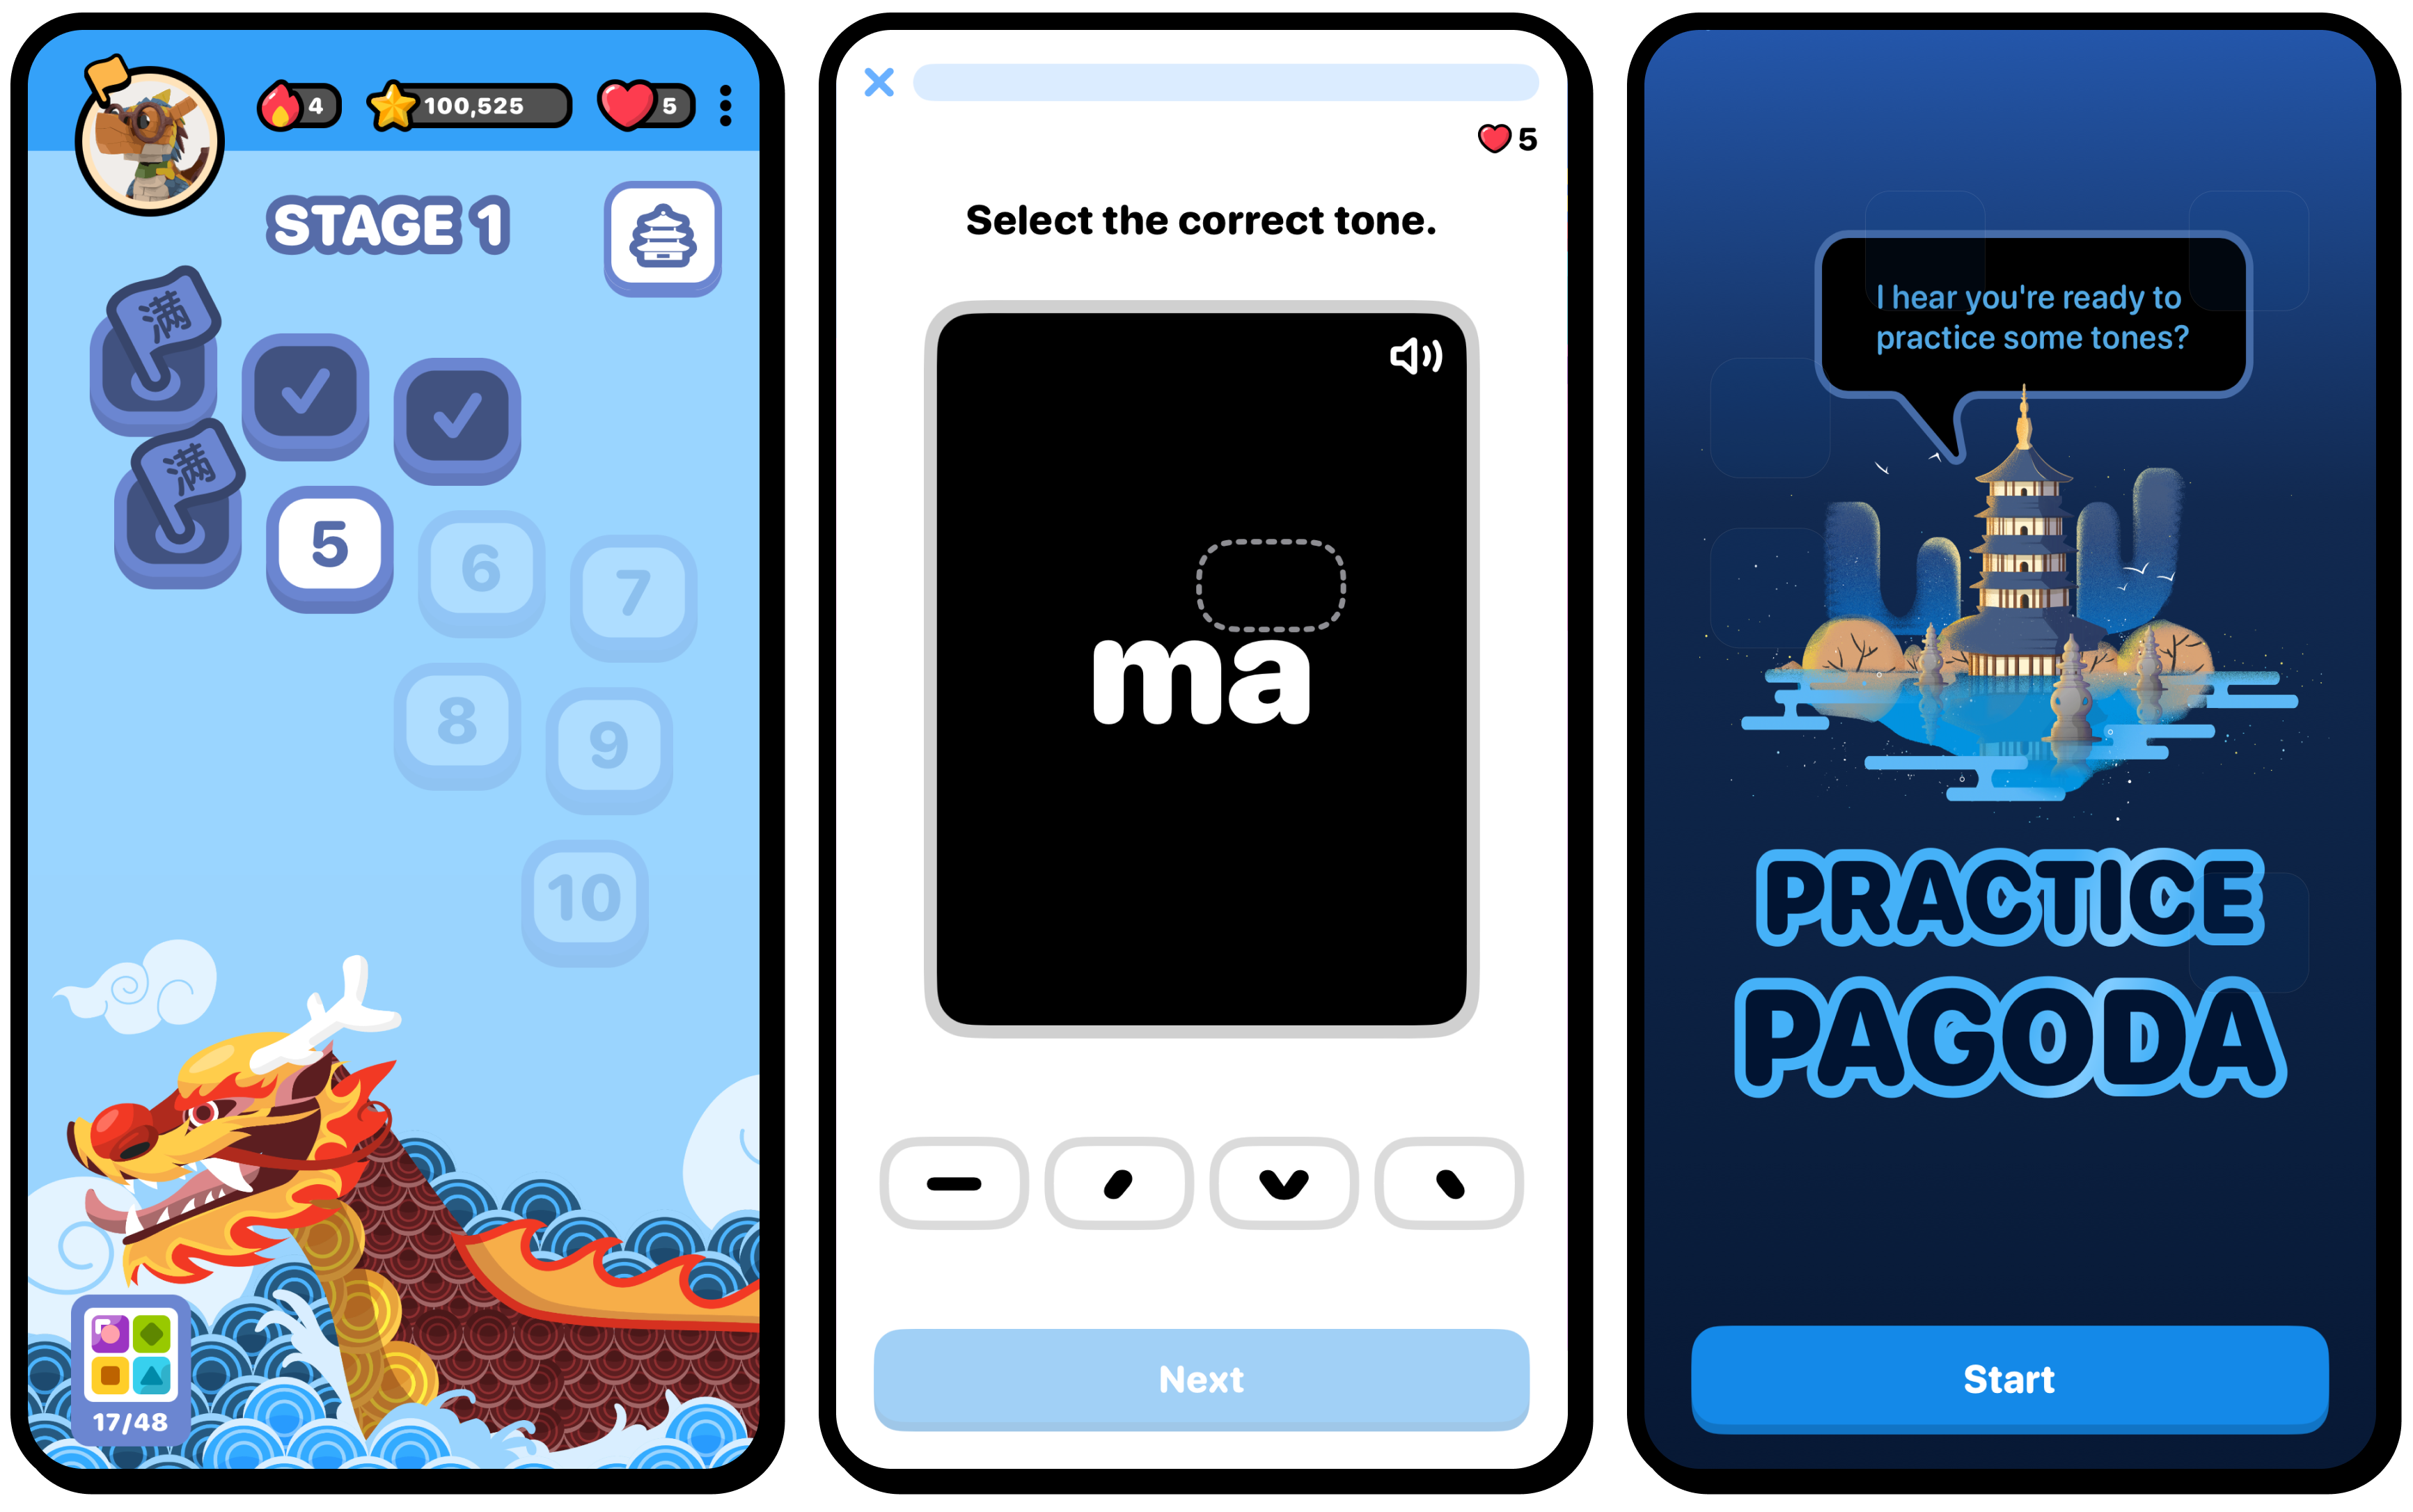 4
100,525
5
STAGE 1
满
满
5
6
7
8
9
10
17/48
5
Select the correct tone.
ma
Next
I hear you're ready to
practice some tones?
PRACTICE
PAGODA
Start